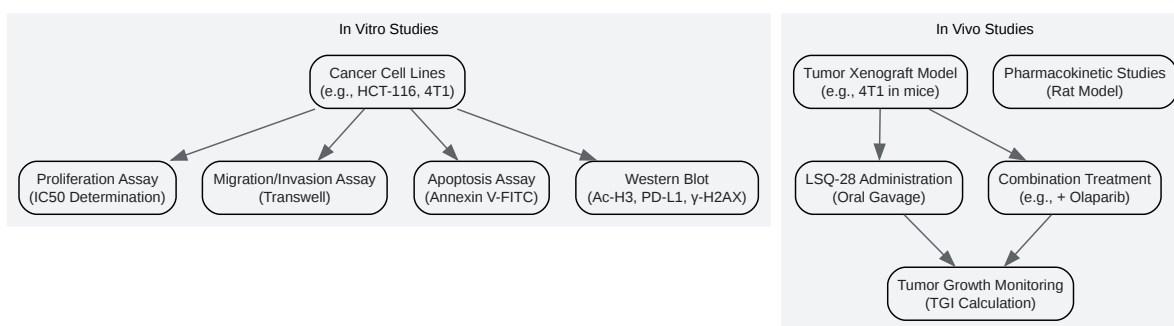 In Vitro Studies
Cancer Cell Lines
(e.g., HCT-116, 4T1)
Proliferation Assay
(IC50 Determination)
Migration/Invasion Assay
(Transwell)
Apoptosis Assay
(Annexin V-FITC)
Western Blot
(Ac-H3, PD-L1, γ-H2AX)
In Vivo Studies
Tumor Xenograft Model
(e.g., 4T1 in mice)
Pharmacokinetic Studies
(Rat Model)
LSQ-28 Administration
(Oral Gavage)
Combination Treatment
(e.g., + Olaparib)
Tumor Growth Monitoring
(TGI Calculation)